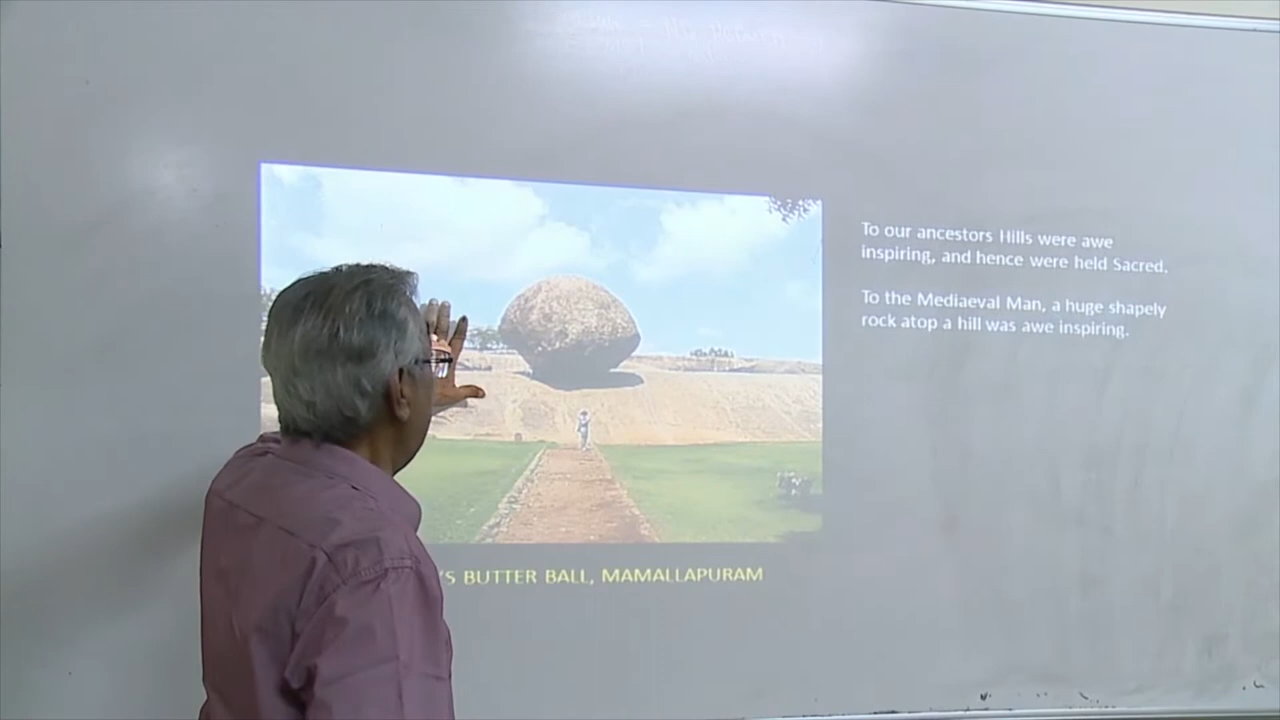 To our ancestors Hills were awe
inspiring, and hence were held Sacred.
To the Mediaeval Man, a huge shapely
rock atop a hill was awe inspiring.
'S BUTTER BALL, MAMALLAPURAM